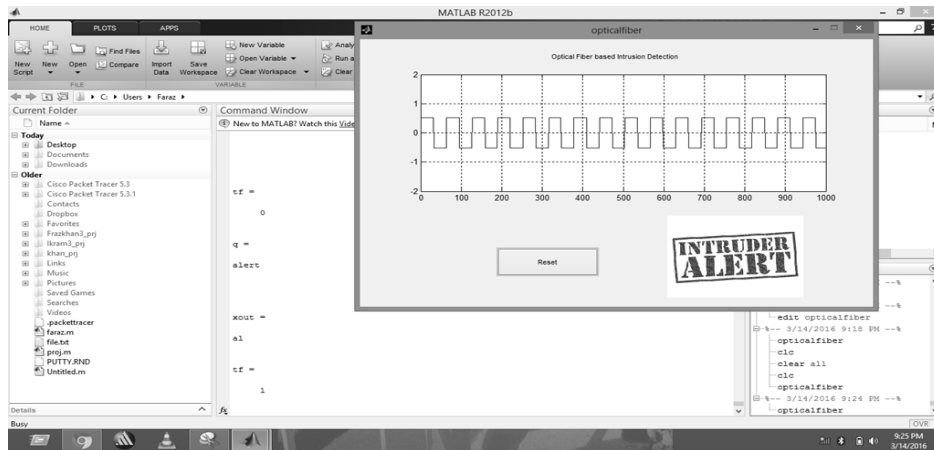 MATLAB R2012b
HOME PLOTS APPS
New Script
New
Open
Find Files
Compare
Import Data
Save Workspace
New Variable
Open Variable
Clear Workspace
Analy
Run a
Clear
FILE
VARIABLE
C: Users Faraz
Current Folder
Name
Today
Desktop
Documents
Downloads
Older
Cisco Packet Tracer 5.3
Cisco Packet Tracer 5.3.1
Contacts
Dropbox
Favorites
Frazkhan3_prj
Ikram3_prj
khan_prj
Links
Music
Pictures
Saved Games
Searches
Videos
.packettracer
faraz.m
file.txt
proj.m
PUTTY.RND
Untitled.m
Details
Command Window
New to MATLAB? Watch this Vide
tf =
0
q =
alert
xout =
al
tf =
1
fx
opticalfiber
Optical Fiber based Intrusion Detection
2
1
0
-1
-2
0 100 200 300 400 500 600 700 800 900 1000
Reset
INTRUDER
ALERT
--%
--%
edit opticalfiber
%-- 3/14/2016 9:18 PM --%
opticalfiber
clc
clear all
clc
opticalfiber
%-- 3/14/2016 9:24 PM --%
opticalfiber
Busy
OVR
9:25 PM
3/14/2016